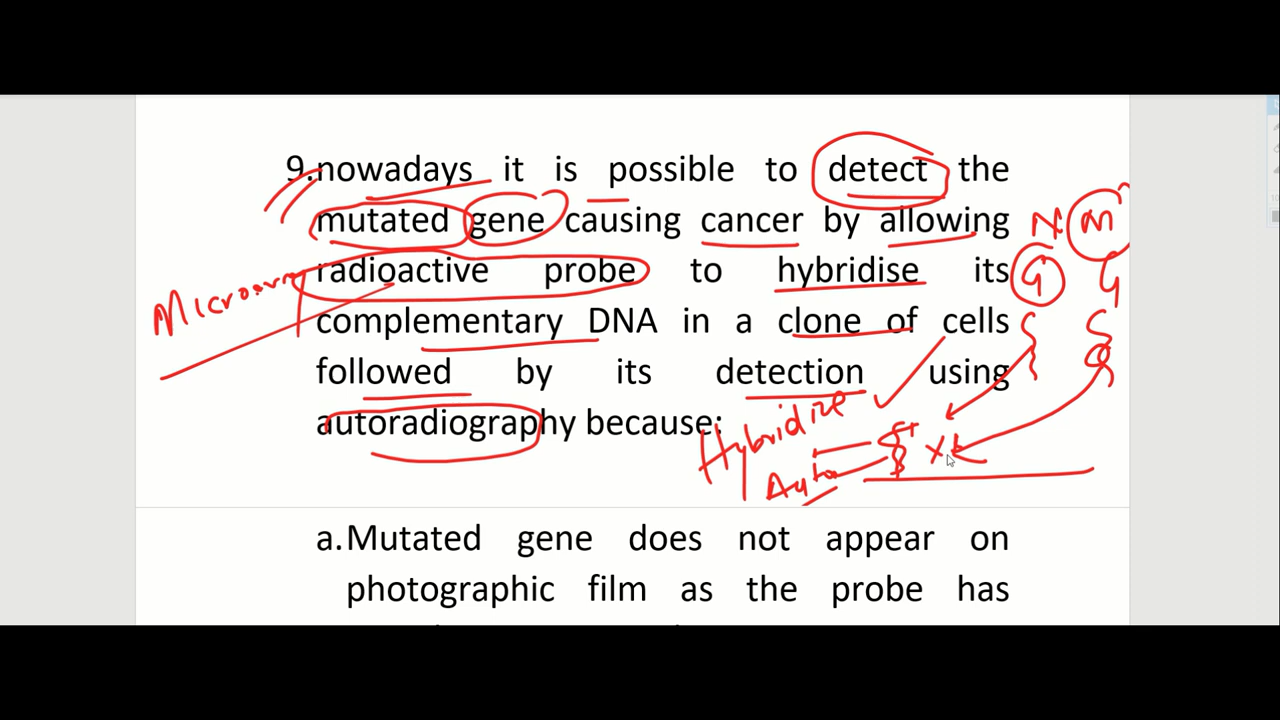 9.nowadays it is possible to detect the
mutated gene causing cancer by allowing
N m
radioactive probe to hybridise its
G G
complementary DNA in a clone of cells
followed by its detection using
autoradiography because:
Hybridize
Auto
a.Mutated gene does not appear on
photographic film as the probe has